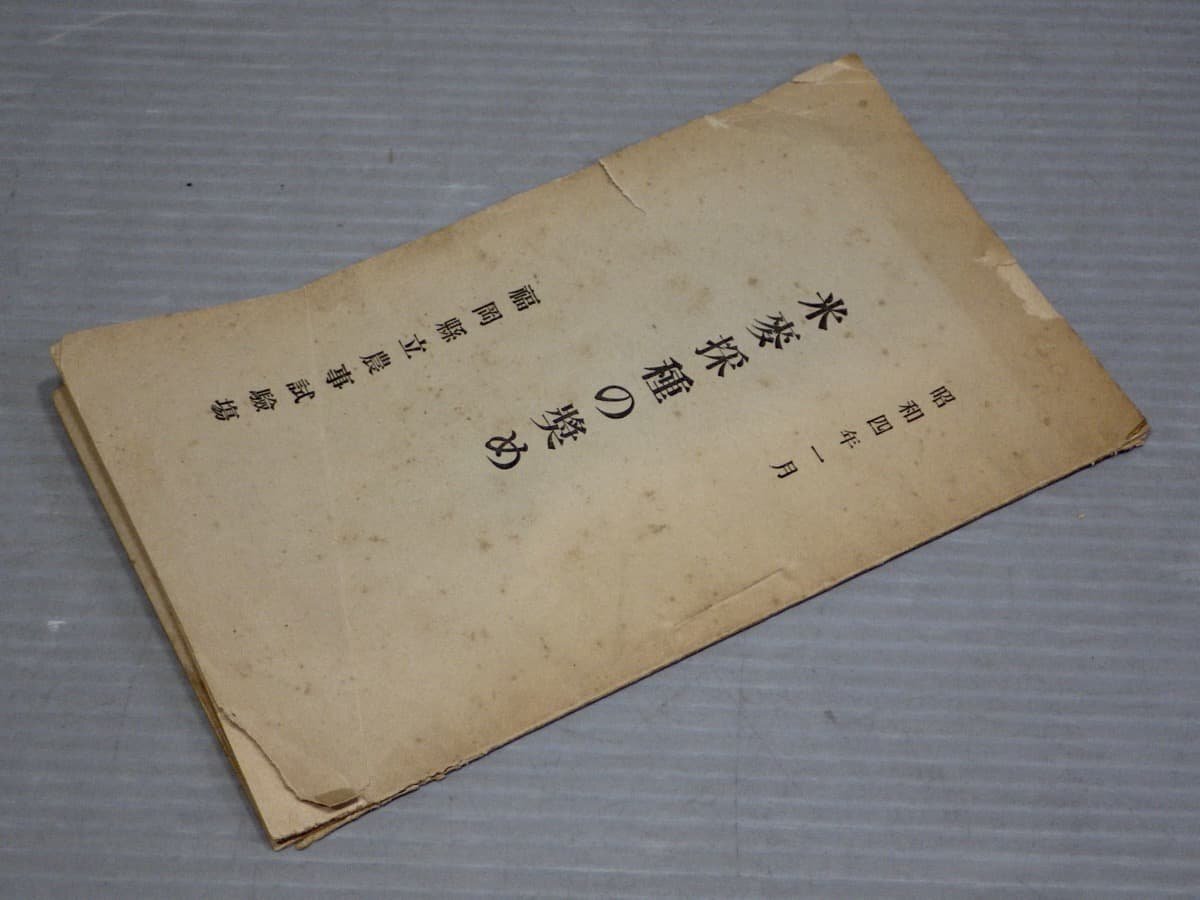 昭和四年一月
米麥採種の奬め
福岡縣立農事試驗場